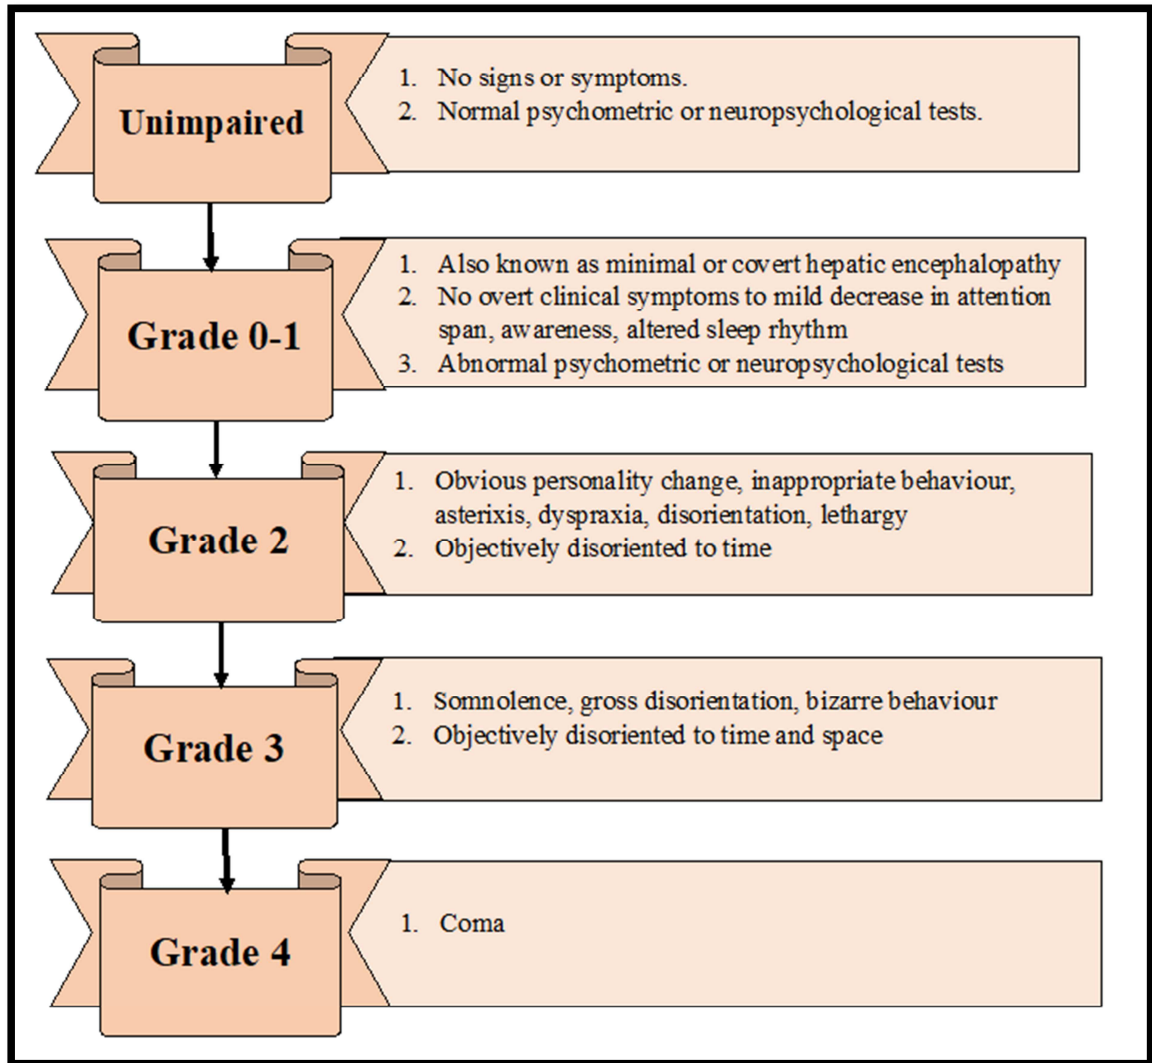 Unimpaired
1. No signs or symptoms.
2. Normal psychometric or neuropsychological tests.
Grade 0-1
1. Also known as minimal or covert hepatic encephalopathy
2. No overt clinical symptoms to mild decrease in attention
span, awareness, altered sleep rhythm
3. Abnormal psychometric or neuropsychological tests
Grade 2
1. Obvious personality change, inappropriate behaviour,
asterixis, dyspraxia, disorientation, lethargy
2. Objectively disoriented to time
Grade 3
1. Somnolence, gross disorientation, bizarre behaviour
2. Objectively disoriented to time and space
Grade 4
1. Coma